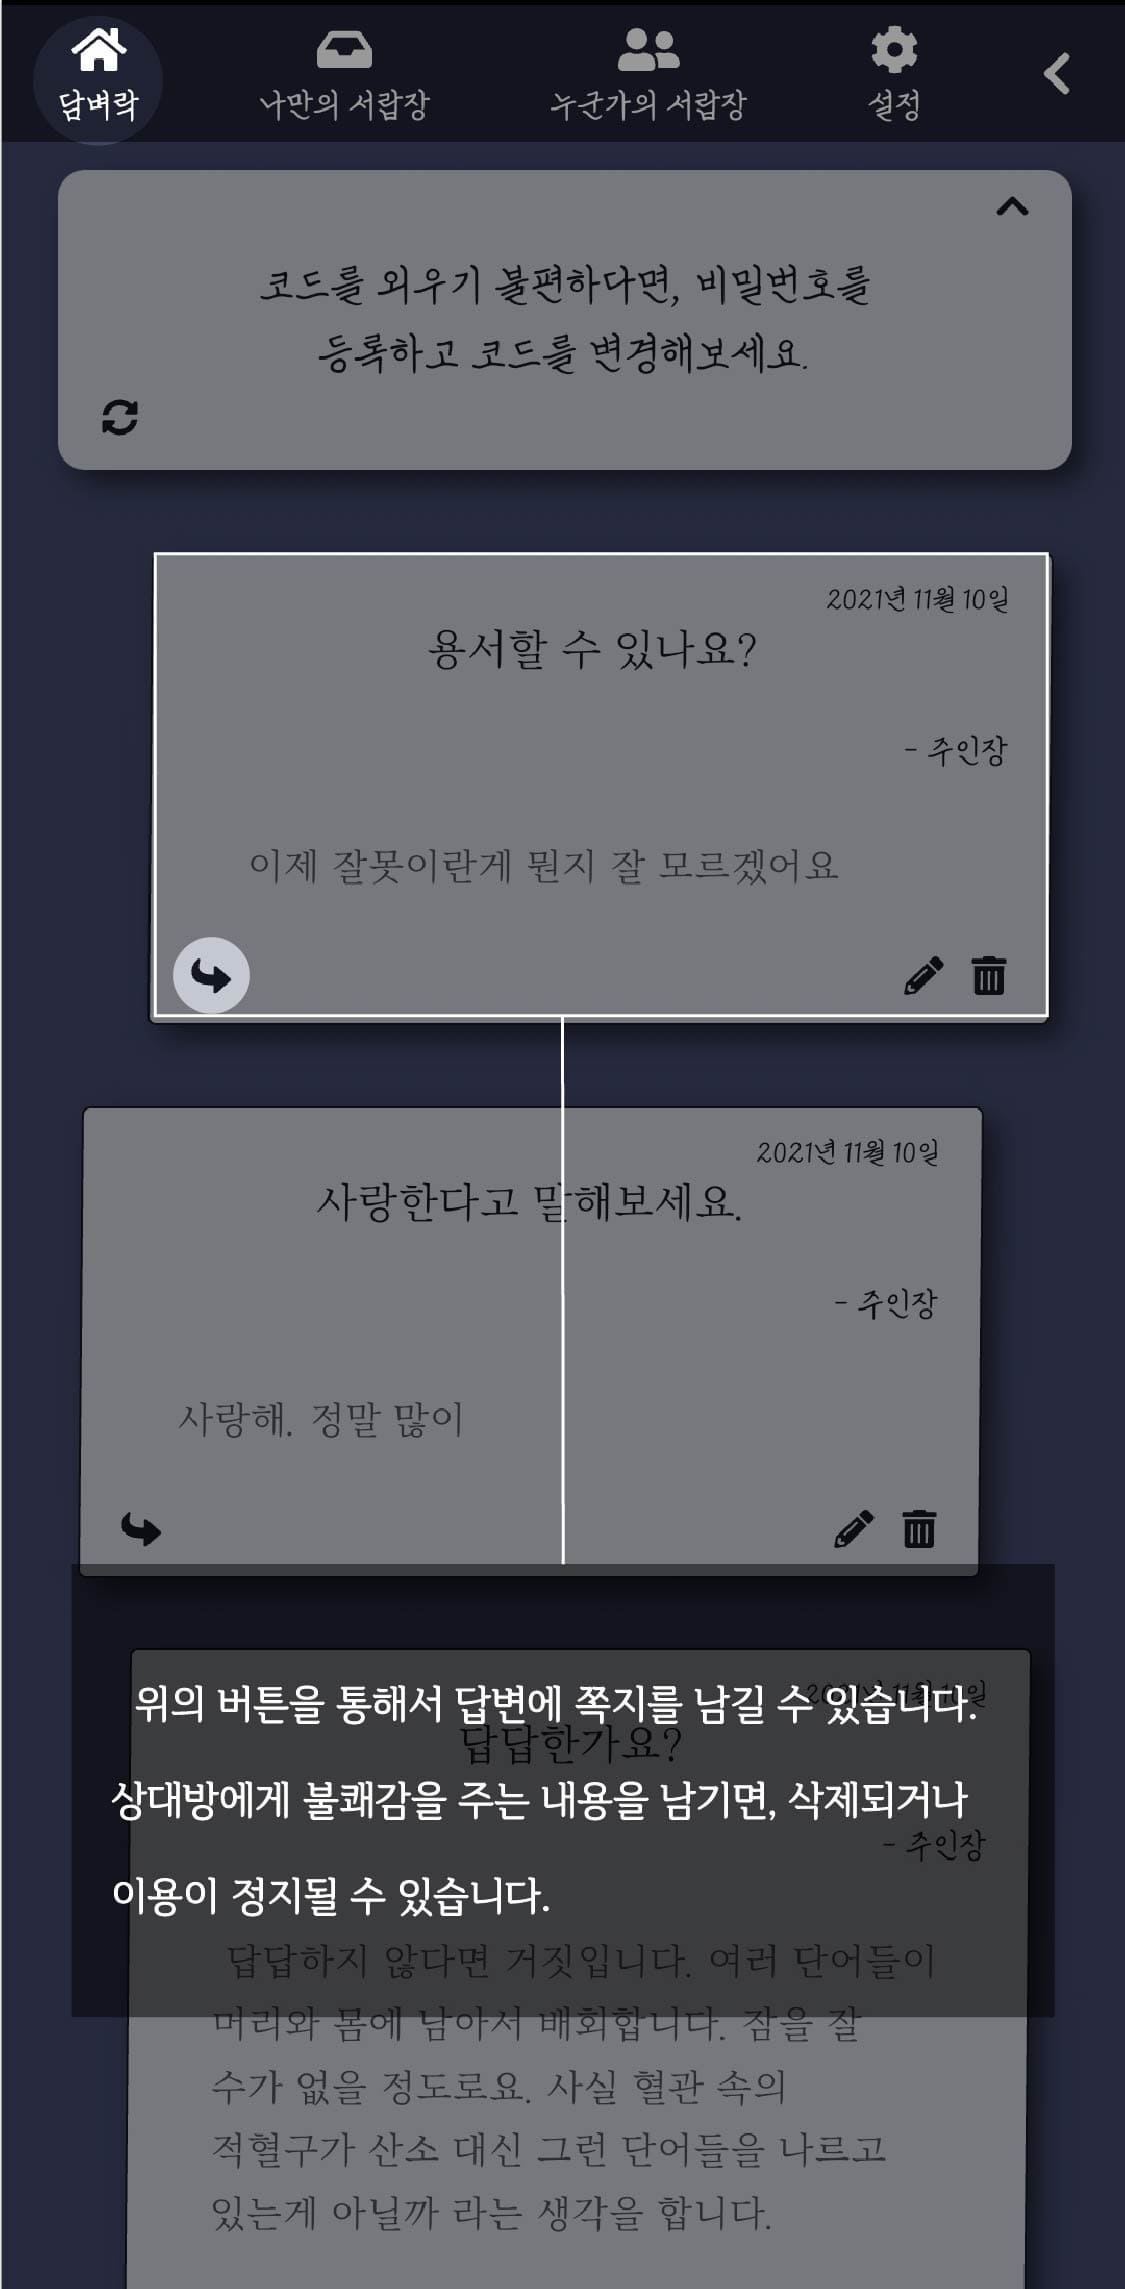 담벼락
나만의 서랍장
누군가의 서랍장
설정
코드를 외우기 불편하다면, 비밀번호를
등록하고 코드를 변경해보세요.
2021년 11월 10일
용서할 수 있나요?
- 주인장
이제 잘못이란게 뭔지 잘 모르겠어요
2021년 11월 10일
사랑한다고 말해보세요.
- 주인장
사랑해. 정말 많이
2021년 11월 10일
위의 버튼을 통해서 답변에 쪽지를 남길 수 있습니다.
답답한가요?
상대방에게 불쾌감을 주는 내용을 남기면, 삭제되거나
- 주인장
이용이 정지될 수 있습니다.
답답하지 않다면 거짓입니다. 여러 단어들이
머리와 몸에 남아서 배회합니다. 잠을 잘
수가 없을 정도로요. 사실 혈관 속의
적혈구가 산소 대신 그런 단어들을 나르고
있는게 아닐까 라는 생각을 합니다.